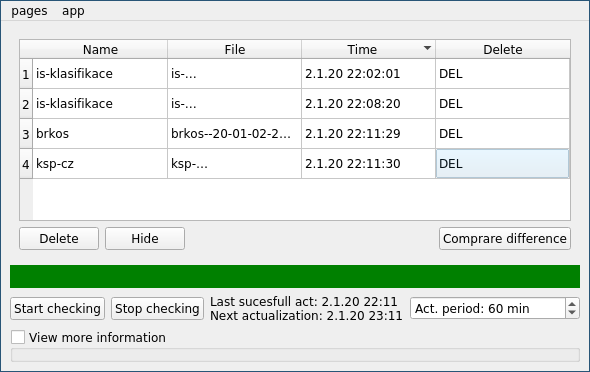 pages app
Name File Time Delete
1 is-klasifikace is-... 2.1.20 22:02:01 DEL
2 is-klasifikace is-... 2.1.20 22:08:20 DEL
3 brkos brkos--20-01-02-2... 2.1.20 22:11:29 DEL
4 ksp-cz ksp-... 2.1.20 22:11:30 DEL
Delete Hide Comprare difference
Start checking Stop checking Last sucesfull act: 2.1.20 22:11 Act. period: 60 min
Next actualization: 2.1.20 23:11
View more information